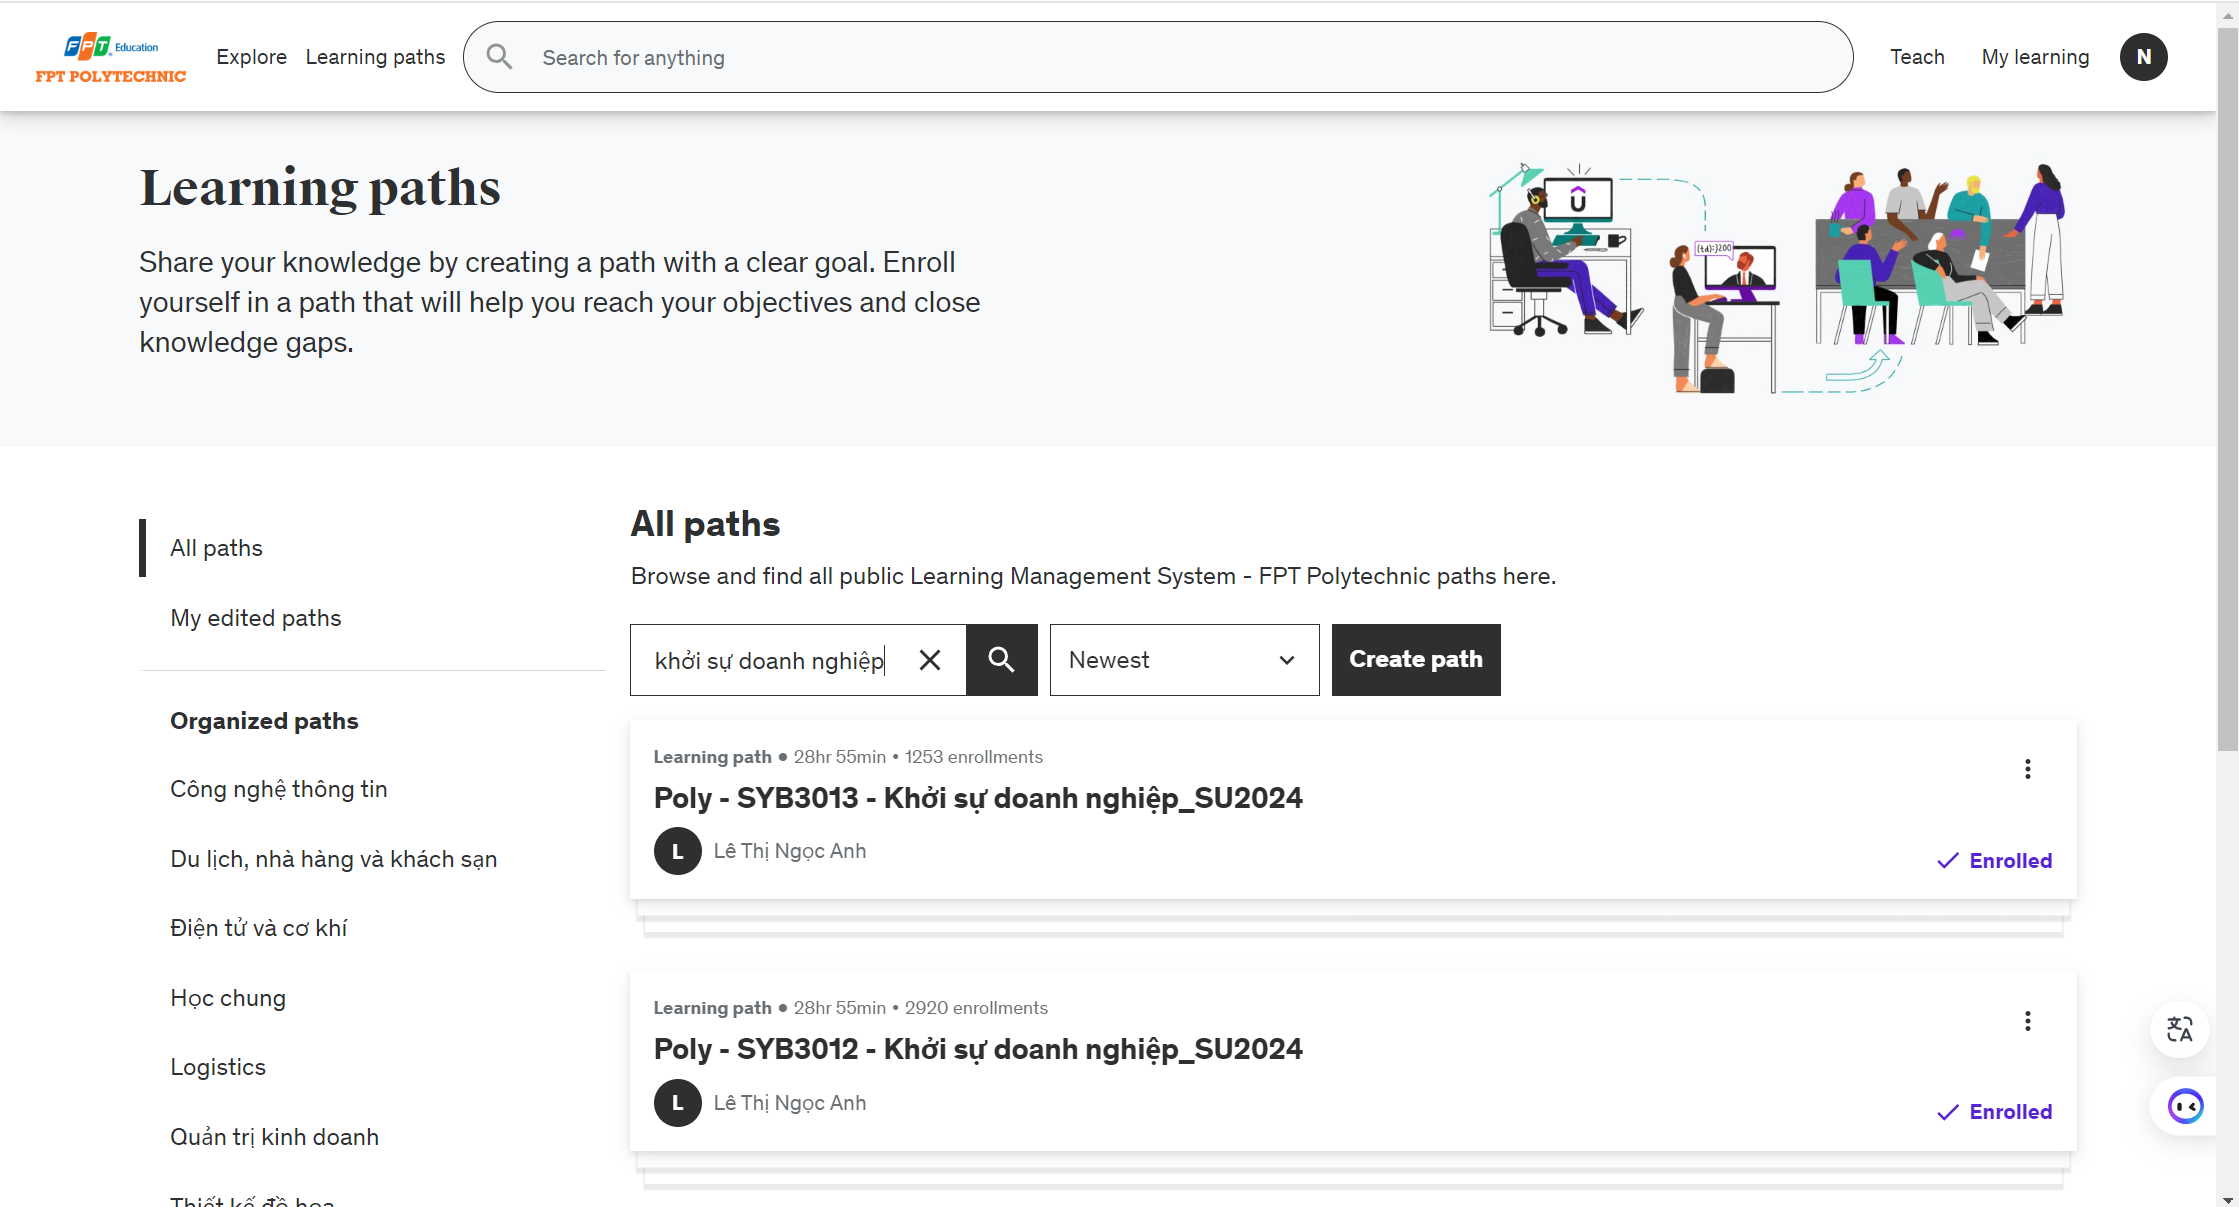 FPT Education
FPT POLYTECHNIC
Explore
Learning paths
Search for anything
Teach
My learning
N
Learning paths
Share your knowledge by creating a path with a clear goal. Enroll
yourself in a path that will help you reach your objectives and close
knowledge gaps.
All paths
My edited paths
Organized paths
Công nghệ thông tin
Du lịch, nhà hàng và khách sạn
Điện tử và cơ khí
Học chung
Logistics
Quản trị kinh doanh
Thiết kế đồ họa
All paths
Browse and find all public Learning Management System - FPT Polytechnic paths here.
khởi sự doanh nghiệp
Newest
Create path
Learning path • 28hr 55min • 1253 enrollments
Poly - SYB3013 - Khởi sự doanh nghiệp_SU2024
L
Lê Thị Ngọc Anh
Enrolled
Learning path • 28hr 55min • 2920 enrollments
Poly - SYB3012 - Khởi sự doanh nghiệp_SU2024
L
Lê Thị Ngọc Anh
Enrolled